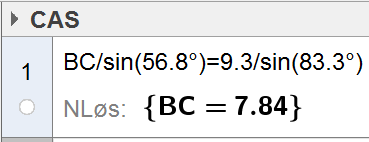 CAS
1
BC/sin(56.8°)=9.3/sin(83.3°)
NLøs: {BC = 7.84}